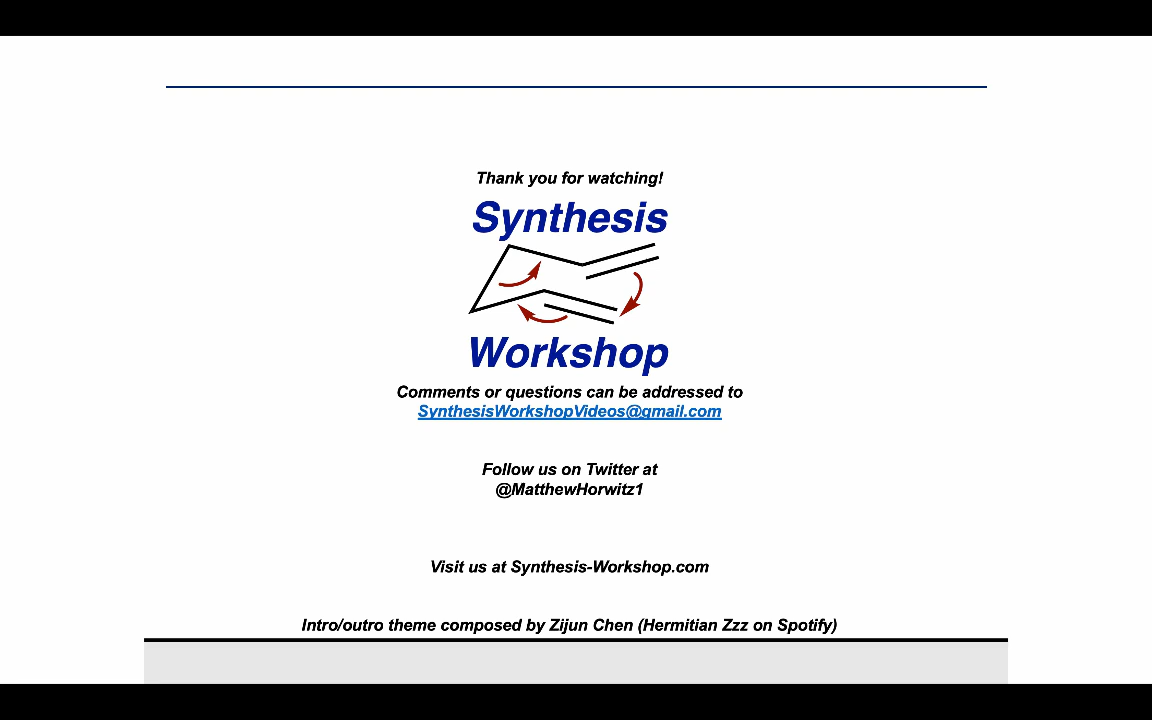 Thank you for watching!
Synthesis
Workshop
Comments or questions can be addressed to
SynthesisWorkshopVideos@gmail.com
Follow us on Twitter at
@MatthewHorwitz1
Visit us at Synthesis-Workshop.com
Intro/outro theme composed by Zijun Chen (Hermitian Zzz on Spotify)